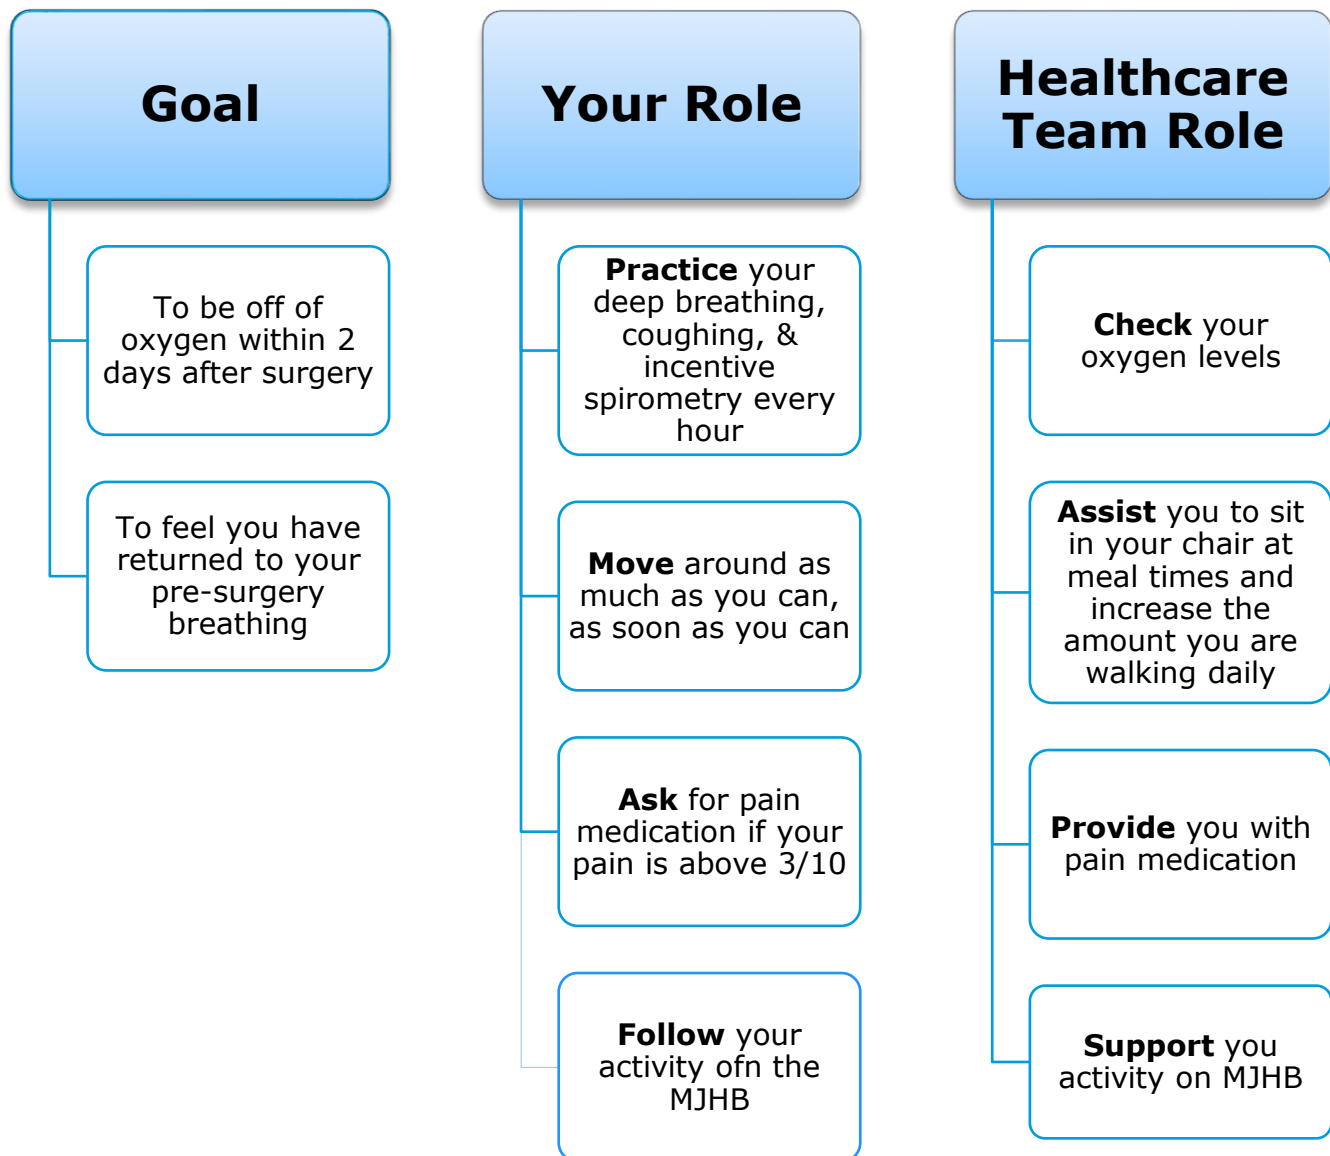 Goal
To be off of
oxygen within 2
days after surgery
To feel you have
returned to your
pre-surgery
breathing
Your Role
Practice your
deep breathing,
coughing, &
incentive
spirometry every
hour
Move around as
much as you can,
as soon as you can
Ask for pain
medication if your
pain is above 3/10
Follow your
activity ofn the
MJHB
Healthcare
Team Role
Check your
oxygen levels
Assist you to sit
in your chair at
meal times and
increase the
amount you are
walking daily
Provide you with
pain medication
Support you
activity on MJHB